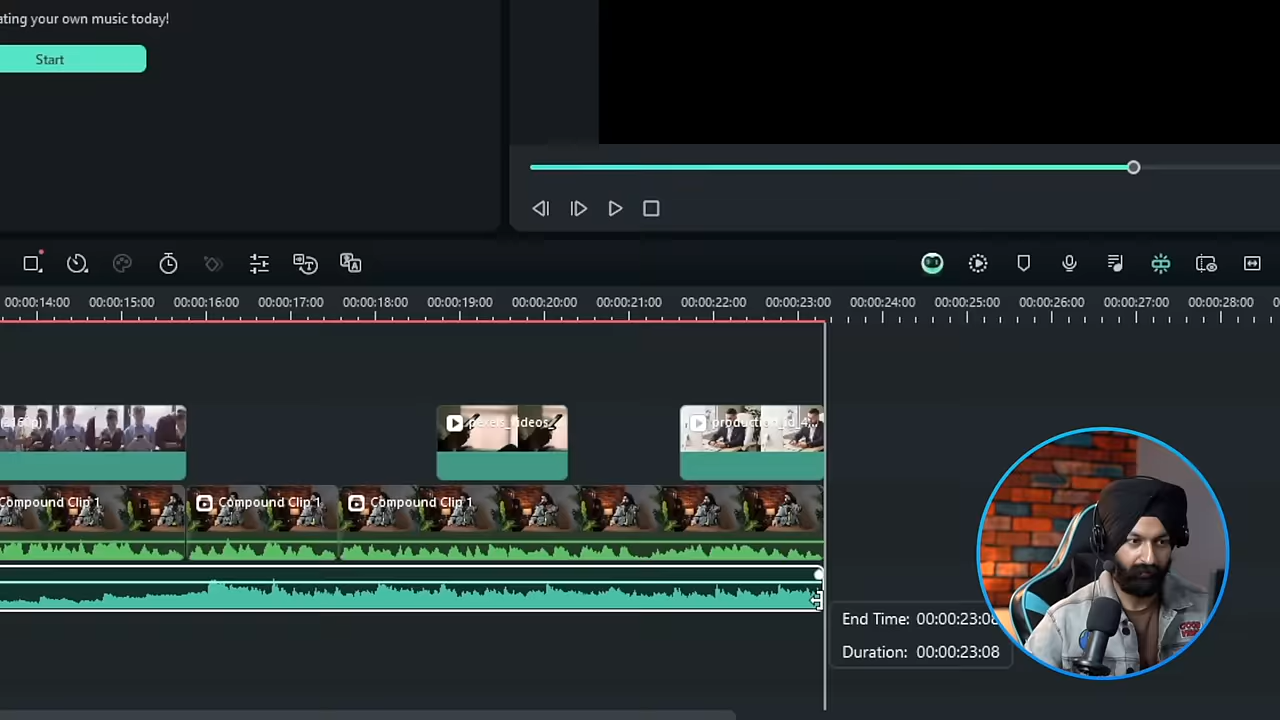 ating your own music today!
Start
00:00:14:00 00:00:15:00 00:00:16:00 00:00:17:00 00:00:18:00 00:00:19:00 00:00:20:00 00:00:21:00 00:00:22:00 00:00:23:00 00:00:24:00 00:00:25:00 00:00:26:00 00:00:27:00 00:00:28:00
Compound Clip 1
Compound Clip 1
Compound Clip 1
End Time: 00:00:23:08
Duration: 00:00:23:08
GOOD